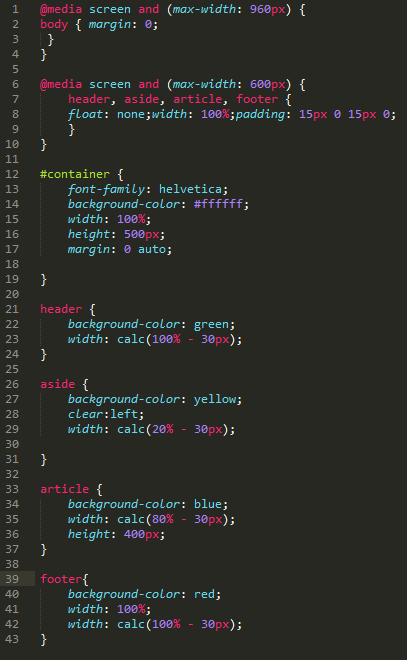 1 @media screen and (max-width: 960px) {
2 body { margin: 0;
3  }
4 }
5
6 @media screen and (max-width: 600px) {
7     header, aside, article, footer {
8     float: none;width: 100%;padding: 15px 0 15px 0;
9     }
10 }
11
12 #container {
13     font-family: helvetica;
14     background-color: #ffffff;
15     width: 100%;
16     height: 500px;
17     margin: 0 auto;
18
19 }
20
21 header {
22     background-color: green;
23     width: calc(100% - 30px);
24 }
25
26 aside {
27     background-color: yellow;
28     clear:left;
29     width: calc(20% - 30px);
30
31 }
32
33 article {
34     background-color: blue;
35     width: calc(80% - 30px);
36     height: 400px;
37 }
38
39 footer{
40     background-color: red;
41     width: 100%;
42     width: calc(100% - 30px);
43 }